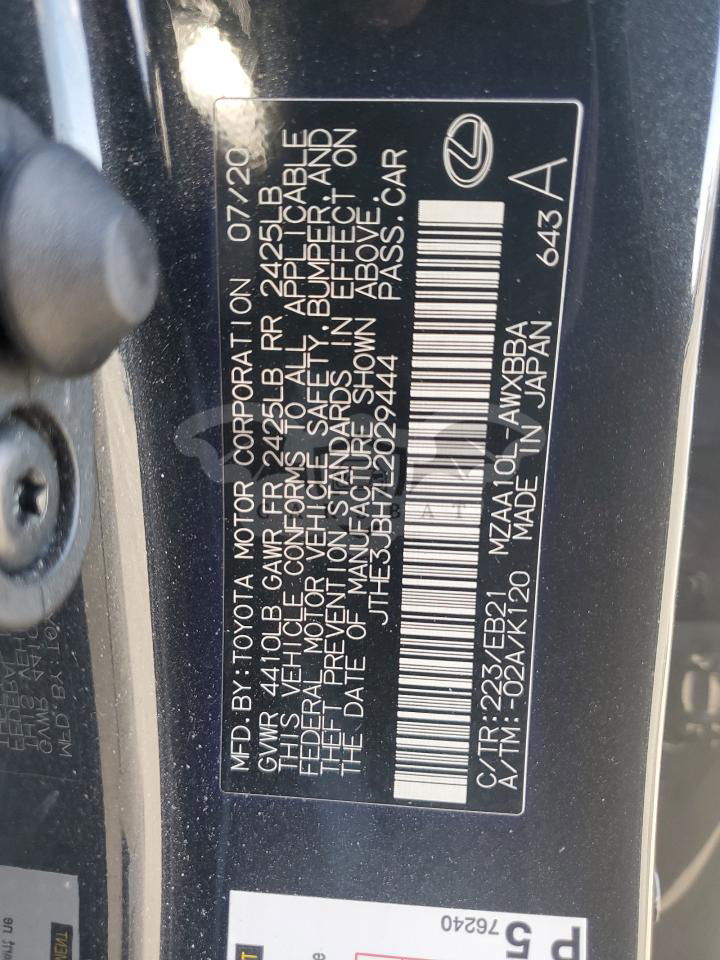 MFD. BY: TOYOTA MOTOR CORPORATION 07/20
GVWR 4410LB GAWR FR 2425LB RR 2425LB
THIS VEHICLE CONFORMS TO ALL APPLICABLE
FEDERAL MOTOR VEHICLE SAFETY, BUMPER, AND
THEFT PREVENTION STANDARDS IN EFFECT ON
THE DATE OF MANUFACTURE SHOWN ABOVE.
JTHE3JBH7L2029444 PASS. CAR
C/TR: 223/EB21 MZAA10L-AWXBBA 643 A
A/TM: -02A/K120 MADE IN JAPAN
P 5
76240